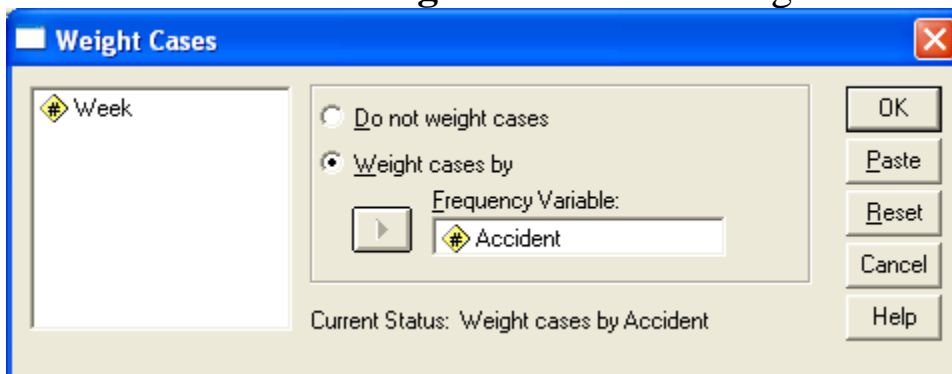 Weight Cases
Week
Do not weight cases
Weight cases by
Frequency Variable:
Accident
Current Status: Weight cases by Accident
OK
Paste
Reset
Cancel
Help